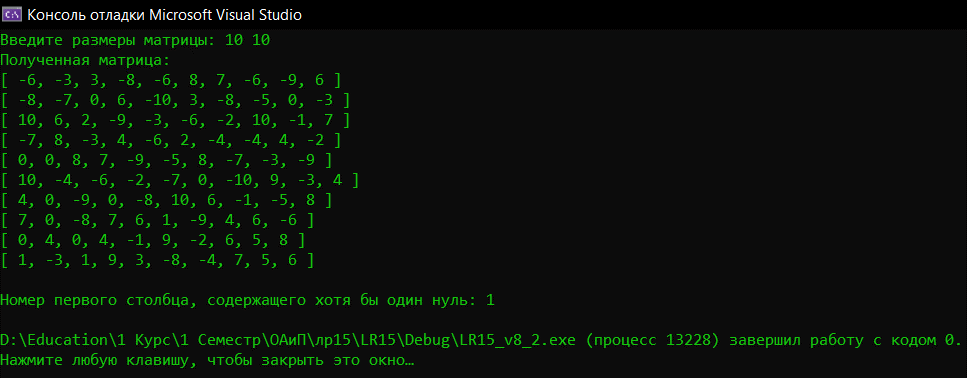 Консоль отладки Microsoft Visual Studio
Введите размеры матрицы: 10 10
Полученная матрица:
[ -6, -3, 3, -8, -6, 8, 7, -6, -9, 6 ]
[ -8, -7, 0, 6, -10, 3, -8, -5, 0, -3 ]
[ 10, 6, 2, -9, -3, -6, -2, 10, -1, 7 ]
[ -7, 8, -3, 4, -6, 2, -4, -4, 4, -2 ]
[ 0, 0, 8, 7, -9, -5, 8, -7, -3, -9 ]
[ 10, -4, -6, -2, -7, 0, -10, 9, -3, 4 ]
[ 4, 0, -9, 0, -8, 10, 6, -1, -5, 8 ]
[ 7, 0, -8, 7, 6, 1, -9, 4, 6, -6 ]
[ 0, 4, 0, 4, -1, 9, -2, 6, 5, 8 ]
[ 1, -3, 1, 9, 3, -8, -4, 7, 5, 6 ]
Номер первого столбца, содержащего хотя бы один нуль: 1
D:\Education\1 Курс\1 Семестр\ОАиП\лр15\LR15\Debug\LR15_v8_2.exe (процесс 13228) завершил работу с кодом 0.
Нажмите любую клавишу, чтобы закрыть это окно…